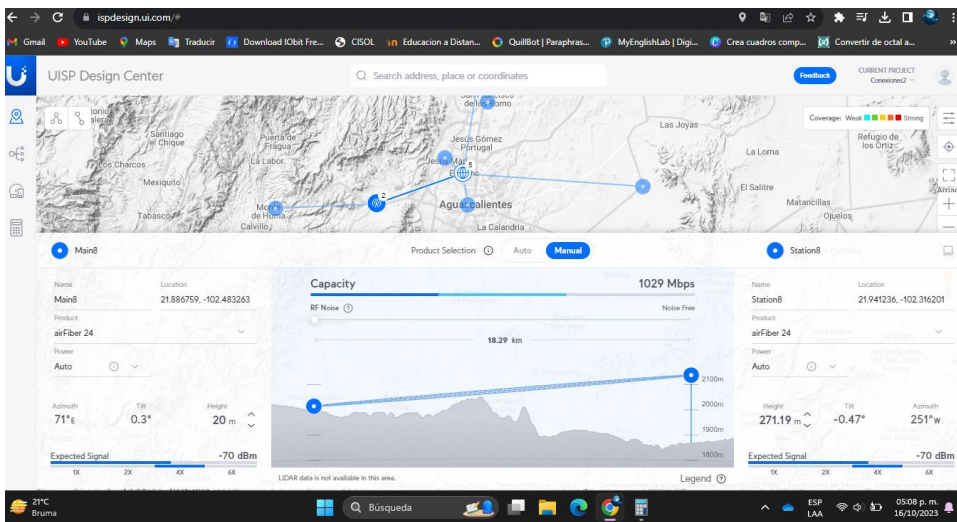 ispdesign.ui.com/#
Gmail YouTube Maps Traducir Download IObit Fre... CISOL Educacion a Distan... QuillBot | Paraphras... MyEnglishLab | Digi... Crea cuadros comp... Convertir de octal a... »
UISP Design Center
Search address, place or coordinates
Feedback
CURRENT PROJECT
Conexiones2
de los Romo
Las Joyas
Coverage: Weak Strong
Santiago
el Chique
Puerta de
Fragua
Jesús Gómez
Portugal
Refugio de
los Ortiz
La Labor
Los Charcos
La Loma
5
Mexiquito
El Salitre
2
Aguascalientes
Matancillas
Tabasco
Calvillo
La Calandria
Ojuelos
Main8
Product Selection Auto Manual
Station8
Name Location
Main8 21.886759, -102.483263
Product
airFiber 24
Power
Auto
Azimuth Tilt Height
71°E 0.3° 20 m
Expected Signal -70 dBm
1X 2X 4X 6X
Capacity 1029 Mbps
RF Noise Noise Free
18.29 km
2100m
2000m
1900m
1800m
LIDAR data is not available in this area.
Legend
Name Location
Station8 21.941236, -102.316201
Product
airFiber 24
Power
Auto
Height Tilt Azimuth
271.19 m -0.47° 251°W
Expected Signal -70 dBm
1X 2X 4X 6X
21°C
Bruma
Búsqueda
ESP
LAA
05:08 p. m.
16/10/2023